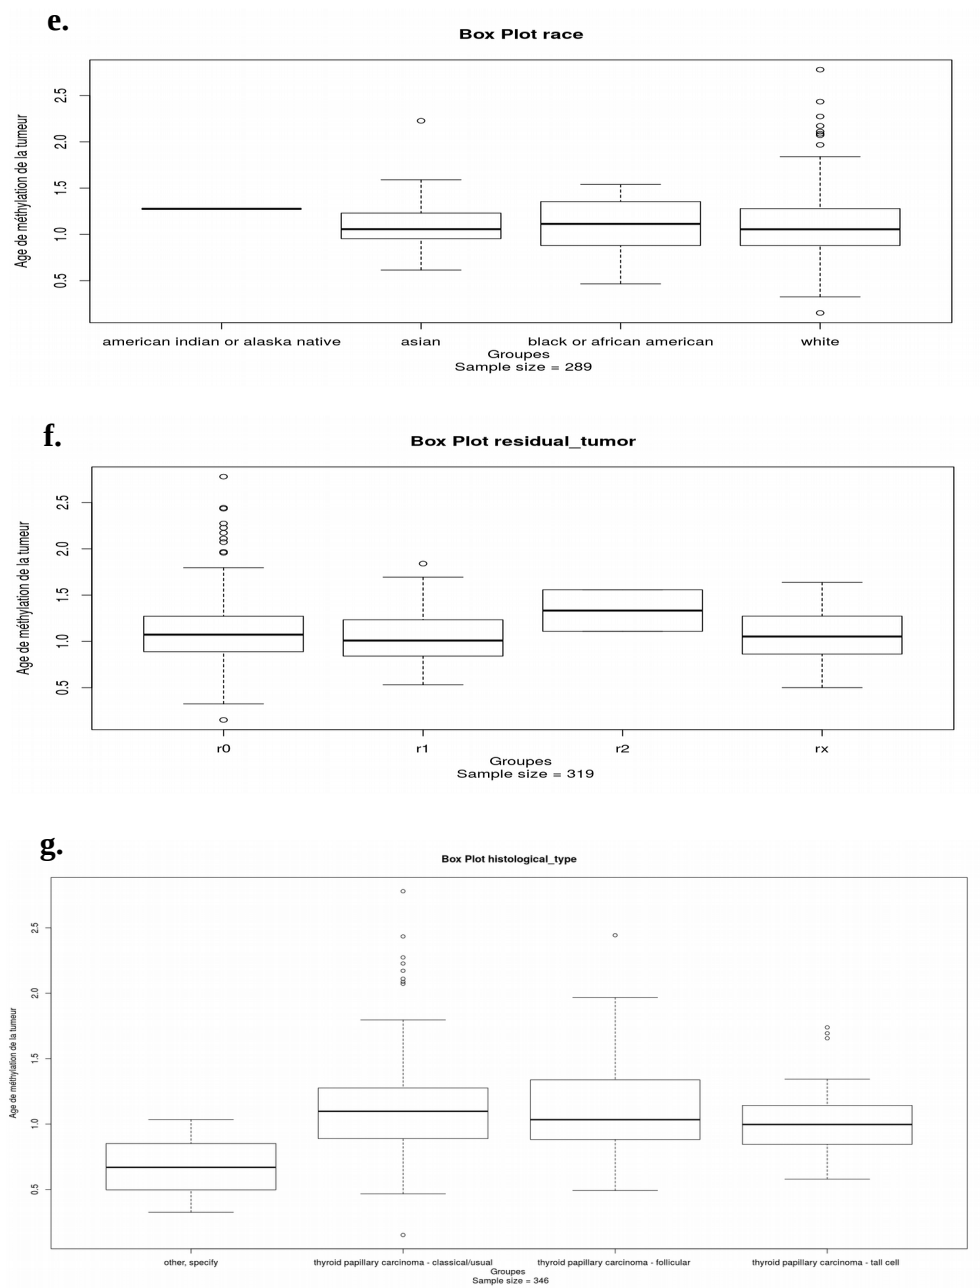 e.
Box Plot race
Age de méthylation de la tumeur
2.5
2.0
1.5
1.0
0.5
american indian or alaska native asian black or african american white
Groupes
Sample size = 289
f.
Box Plot residual_tumor
Age de méthylation de la tumeur
2.5
2.0
1.5
1.0
0.5
r0 r1 r2 rx
Groupes
Sample size = 319
g.
Box Plot histological_type
Age de méthylation de la tumeur
2.5
2.0
1.5
1.0
0.5
other, specify thyroid papillary carcinoma - classical/usual thyroid papillary carcinoma - follicular thyroid papillary carcinoma - tall cell
Groupes
Sample size = 346